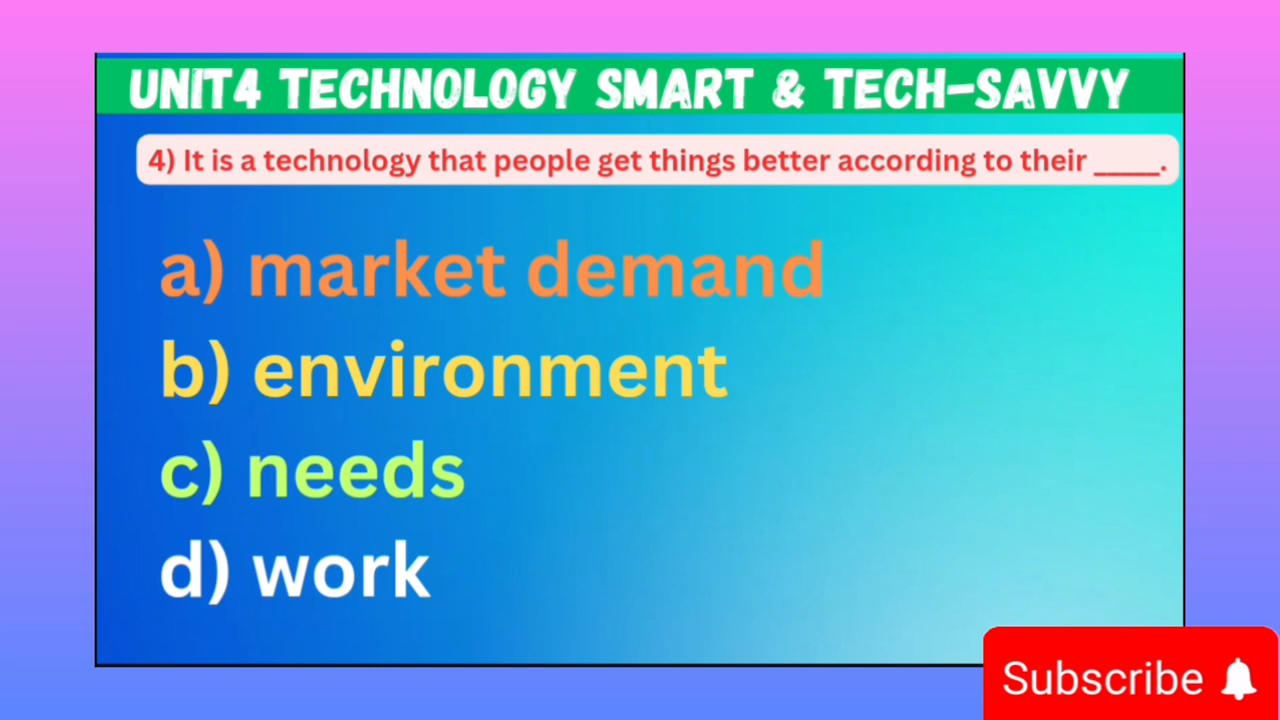 UNIT4 TECHNOLOGY SMART & TECH-SAVVY
4) It is a technology that people get things better according to their _____.
a) market demand
b) environment
c) needs
d) work
Subscribe